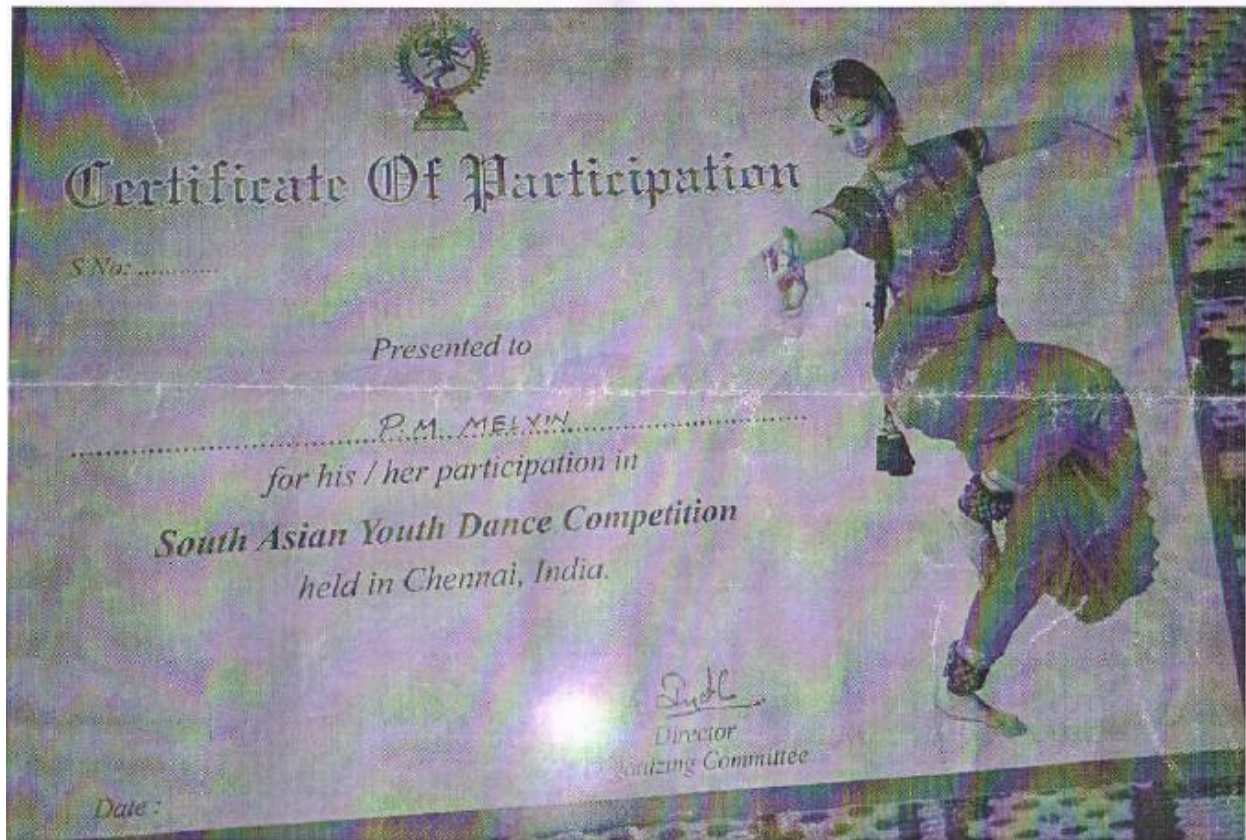 Certificate Of Participation
S.No: ............
Presented to
P.M. MELVIN
for his / her participation in
South Asian Youth Dance Competition
held in Chennai, India.
Director
Committee
Date :